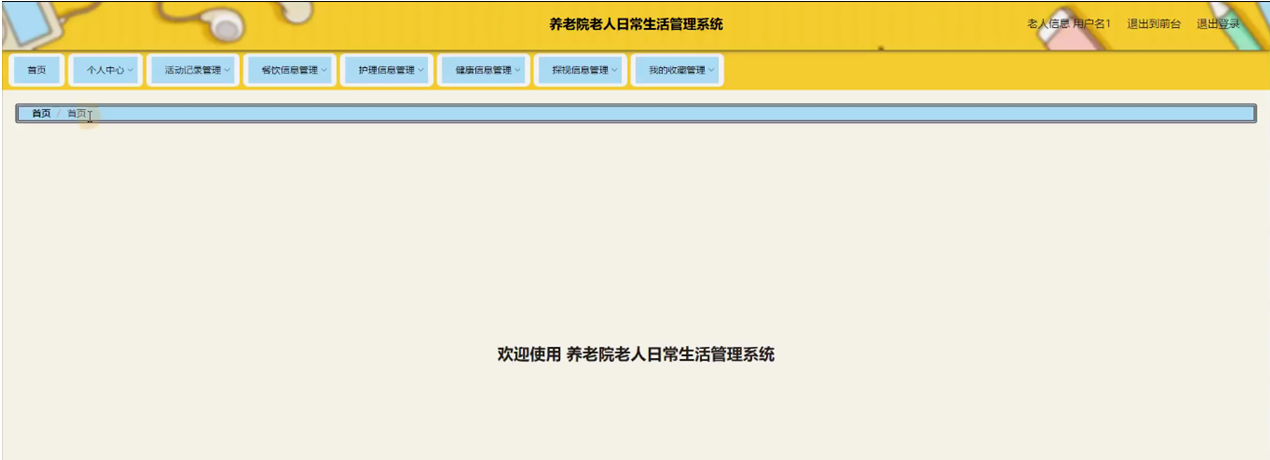 养老院老人日常生活管理系统
老人信息 用户名1 退出到前台 退出登录
首页 个人中心 活动记录管理 餐饮信息管理 护理信息管理 健康信息管理 探视信息管理 我的收藏管理
首页 / 首页
欢迎使用 养老院老人日常生活管理系统